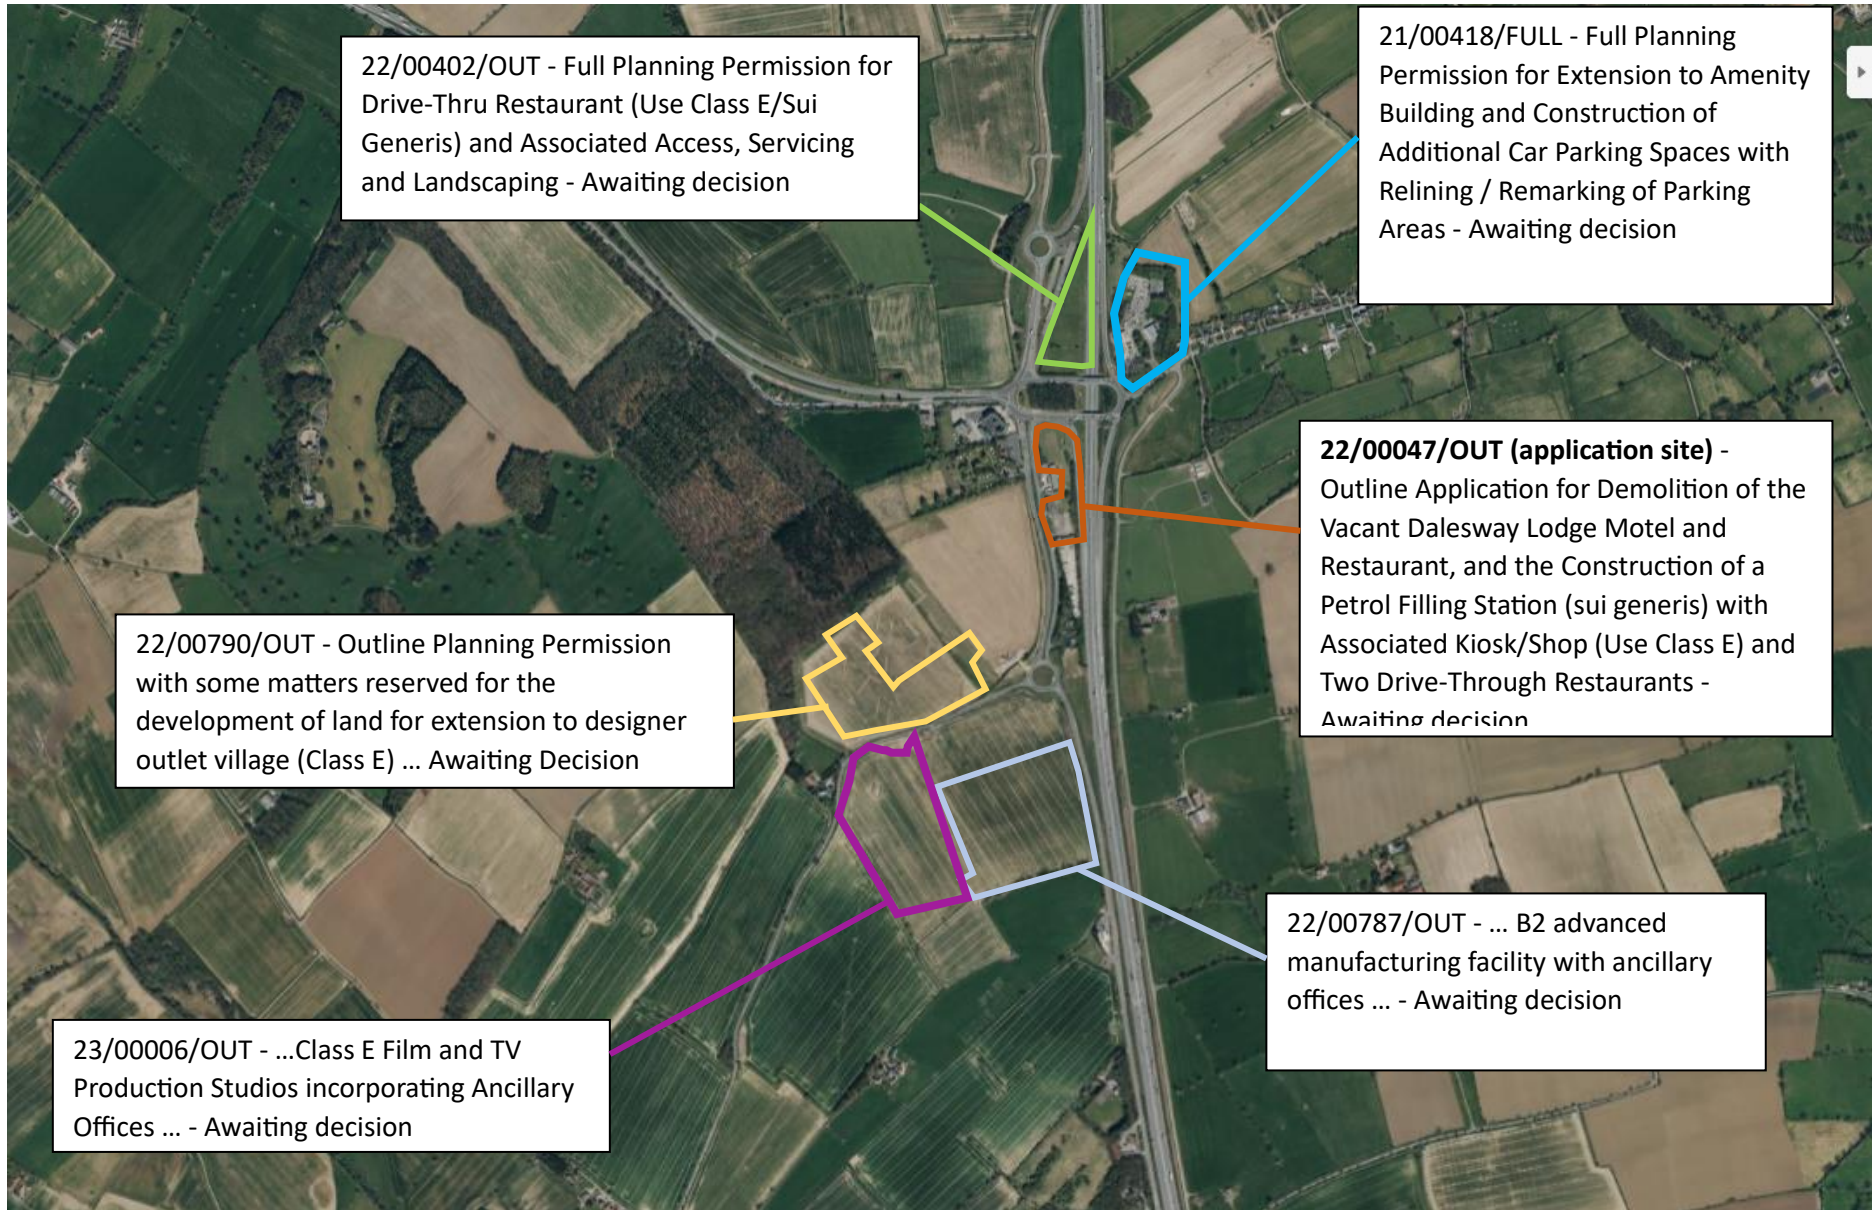 22/00402/OUT - Full Planning Permission for
Drive-Thru Restaurant (Use Class E/Sui
Generis) and Associated Access, Servicing
and Landscaping - Awaiting decision
21/00418/FULL - Full Planning
Permission for Extension to Amenity
Building and Construction of
Additional Car Parking Spaces with
Relining / Remarking of Parking
Areas - Awaiting decision
22/00047/OUT (application site) -
Outline Application for Demolition of the
Vacant Dalesway Lodge Motel and
Restaurant, and the Construction of a
Petrol Filling Station (sui generis) with
Associated Kiosk/Shop (Use Class E) and
Two Drive-Through Restaurants -
Awaiting decision
22/00790/OUT - Outline Planning Permission
with some matters reserved for the
development of land for extension to designer
outlet village (Class E) ... Awaiting Decision
22/00787/OUT - ... B2 advanced
manufacturing facility with ancillary
offices ... - Awaiting decision
23/00006/OUT - ...Class E Film and TV
Production Studios incorporating Ancillary
Offices ... - Awaiting decision